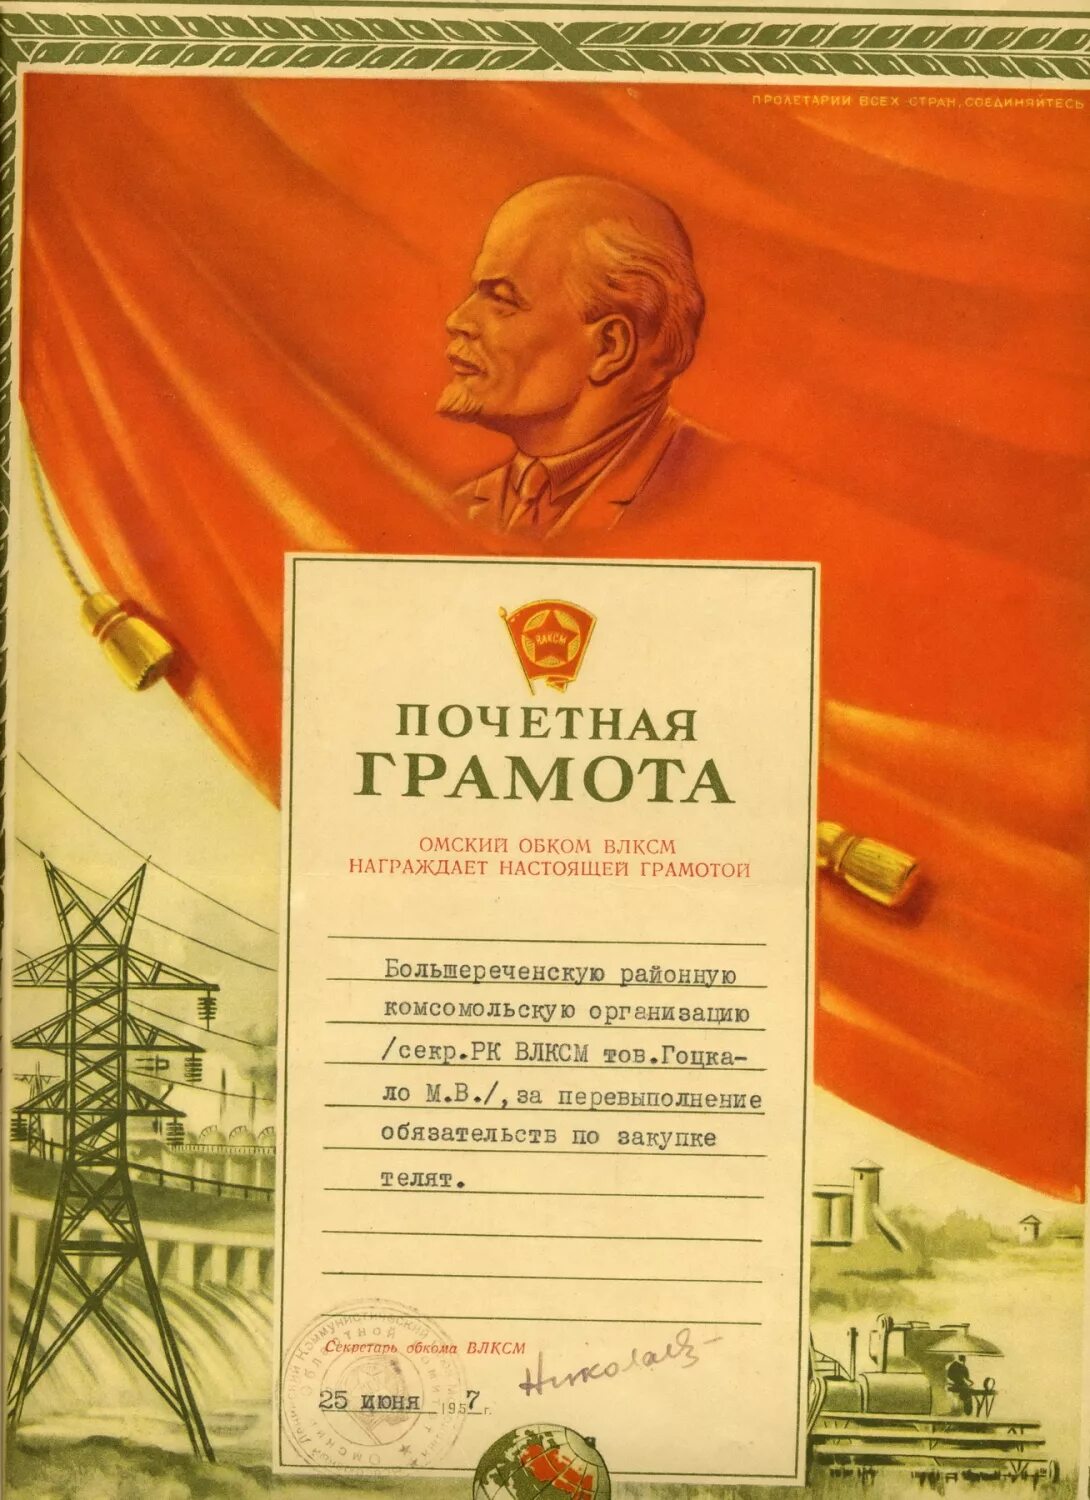 ПРОЛЕТАРИИ ВСЕХ СТРАН, СОЕДИНЯЙТЕСЬ
ВЛКСМ
ПОЧЕТНАЯ
ГРАМОТА
ОМСКИЙ ОБКОМ ВЛКСМ
НАГРАЖДАЕТ НАСТОЯЩЕЙ ГРАМОТОЙ
Большереченскую районную
комсомольскую организацию
/секр.РК ВЛКСМ тов.Гоцка-
ло М.В./, за перевыполнение
обязательств по закупке
телят.
Секретарь обкома ВЛКСМ
Николаев
25 июня 1957 г.